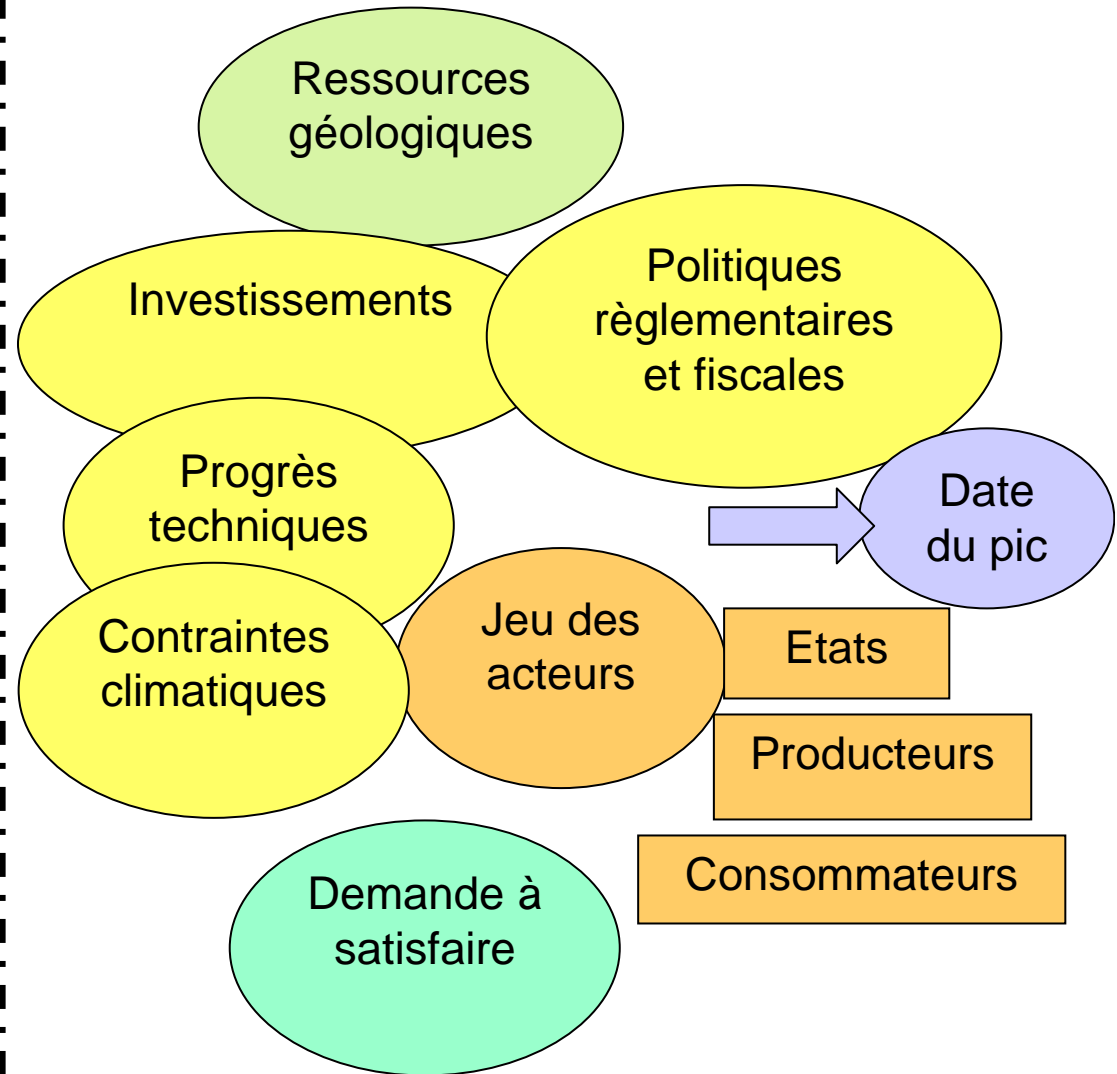 Ressources
géologiques
Investissements
Politiques
règlementaires
et fiscales
Progrès
techniques
Date
du pic
Contraintes
climatiques
Jeu des
acteurs
Etats
Producteurs
Consommateurs
Demande à
satisfaire